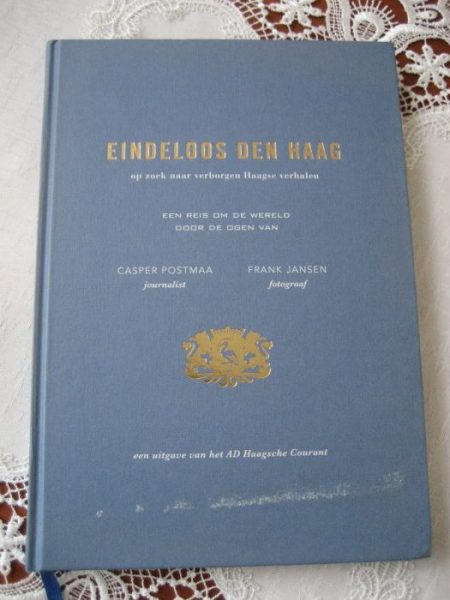 EINDELOOS DEN HAAG
op zoek naar verborgen Haagse verhalen
EEN REIS OM DE WERELD
DOOR DE OGEN VAN
CASPER POSTMAA
journalist
FRANK JANSEN
fotograaf
een uitgave van het AD Haagsche Courant